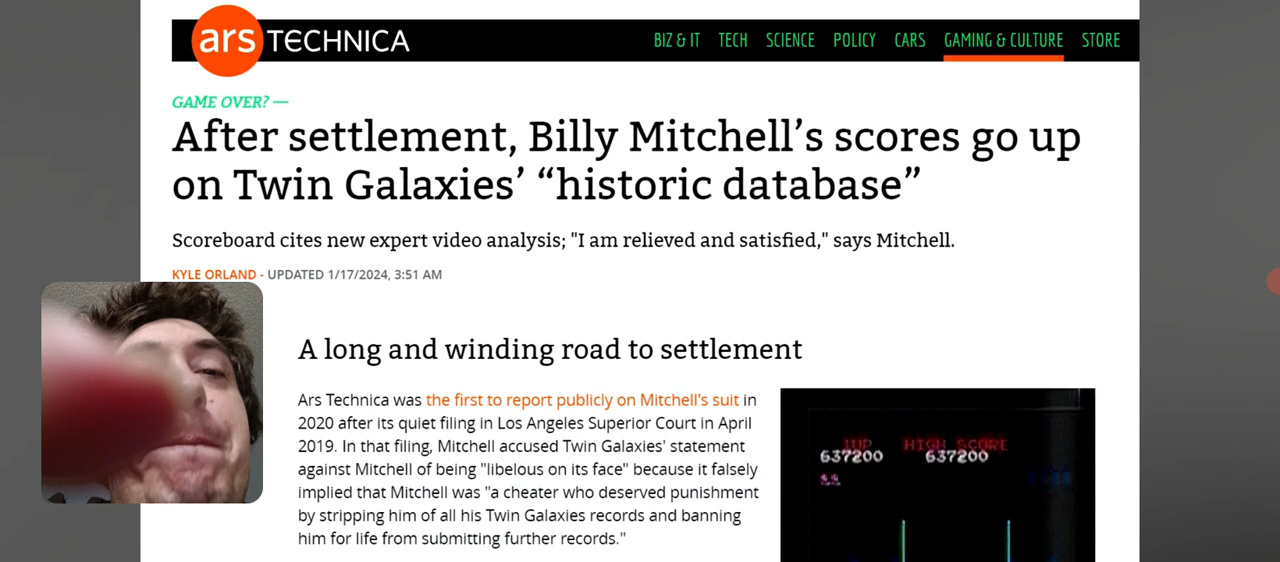 ars TECHNICA
BIZ & IT TECH SCIENCE POLICY CARS GAMING & CULTURE STORE
GAME OVER? —
After settlement, Billy Mitchell’s scores go up
on Twin Galaxies’ “historic database”
Scoreboard cites new expert video analysis; "I am relieved and satisfied," says Mitchell.
KYLE ORLAND - UPDATED 1/17/2024, 3:51 AM
A long and winding road to settlement
Ars Technica was the first to report publicly on Mitchell's suit in
2020 after its quiet filing in Los Angeles Superior Court in April
2019. In that filing, Mitchell accused Twin Galaxies' statement
against Mitchell of being "libelous on its face" because it falsely
implied that Mitchell was "a cheater who deserved punishment
by stripping him of all his Twin Galaxies records and banning
him for life from submitting further records."
1UP HIGH SCORE
637200 637200